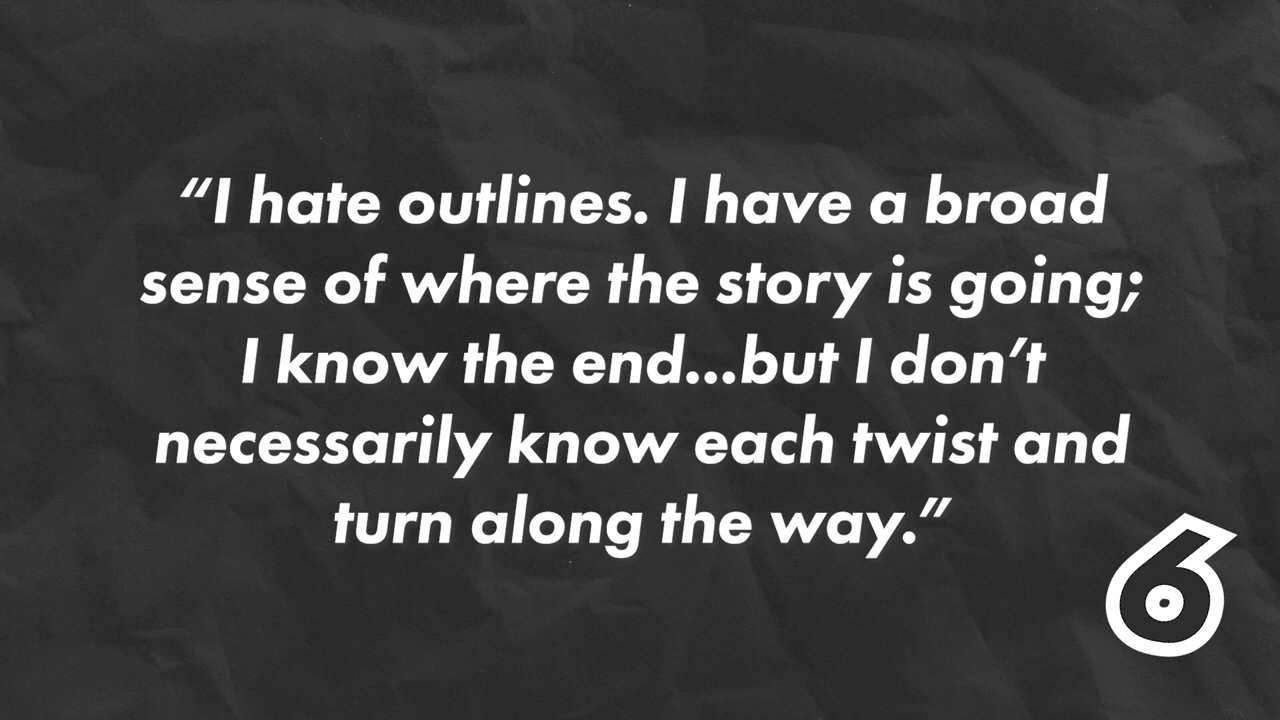 “I hate outlines. I have a broad
sense of where the story is going;
I know the end...but I don’t
necessarily know each twist and
turn along the way.”
6